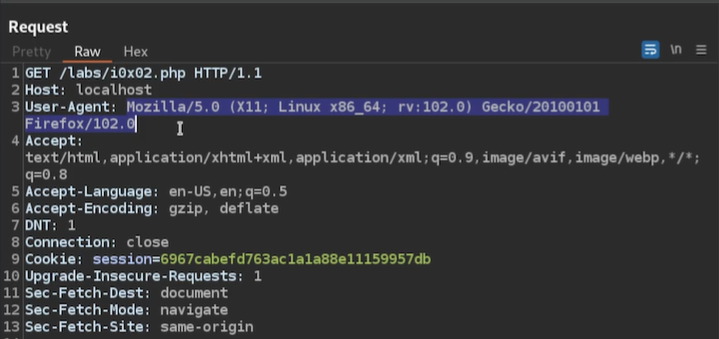 Request
Pretty Raw Hex
\n
1 GET /labs/i0x02.php HTTP/1.1
2 Host: localhost
3 User-Agent: Mozilla/5.0 (X11; Linux x86_64; rv:102.0) Gecko/20100101
Firefox/102.0
4 Accept:
text/html,application/xhtml+xml,application/xml;q=0.9,image/avif,image/webp,*/*;
q=0.8
5 Accept-Language: en-US,en;q=0.5
6 Accept-Encoding: gzip, deflate
7 DNT: 1
8 Connection: close
9 Cookie: session=6967cabefd763ac1a1a88e11159957db
10 Upgrade-Insecure-Requests: 1
11 Sec-Fetch-Dest: document
12 Sec-Fetch-Mode: navigate
13 Sec-Fetch-Site: same-origin